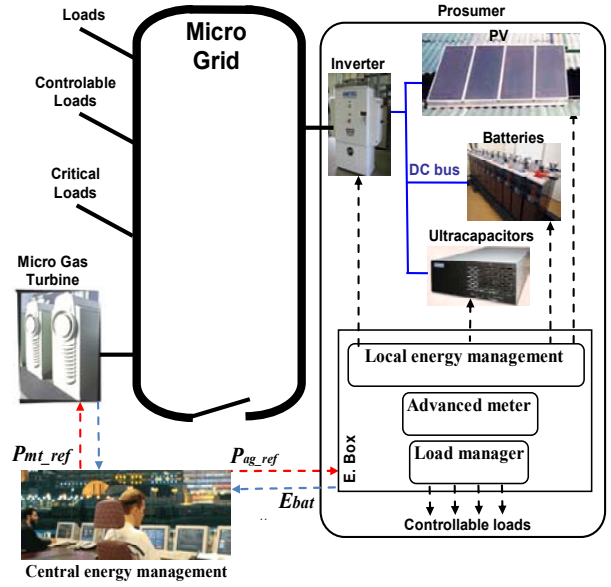 Loads
Controlable
Loads
Critical
Loads
Micro Gas
Turbine
Micro
Grid
Prosumer
PV
Inverter
Batteries
DC bus
Ultracapacitors
Local energy management
Advanced meter
Load manager
E. Box
Controllable loads
Pmt_ref
Pag_ref
Ebat
..
Central energy management